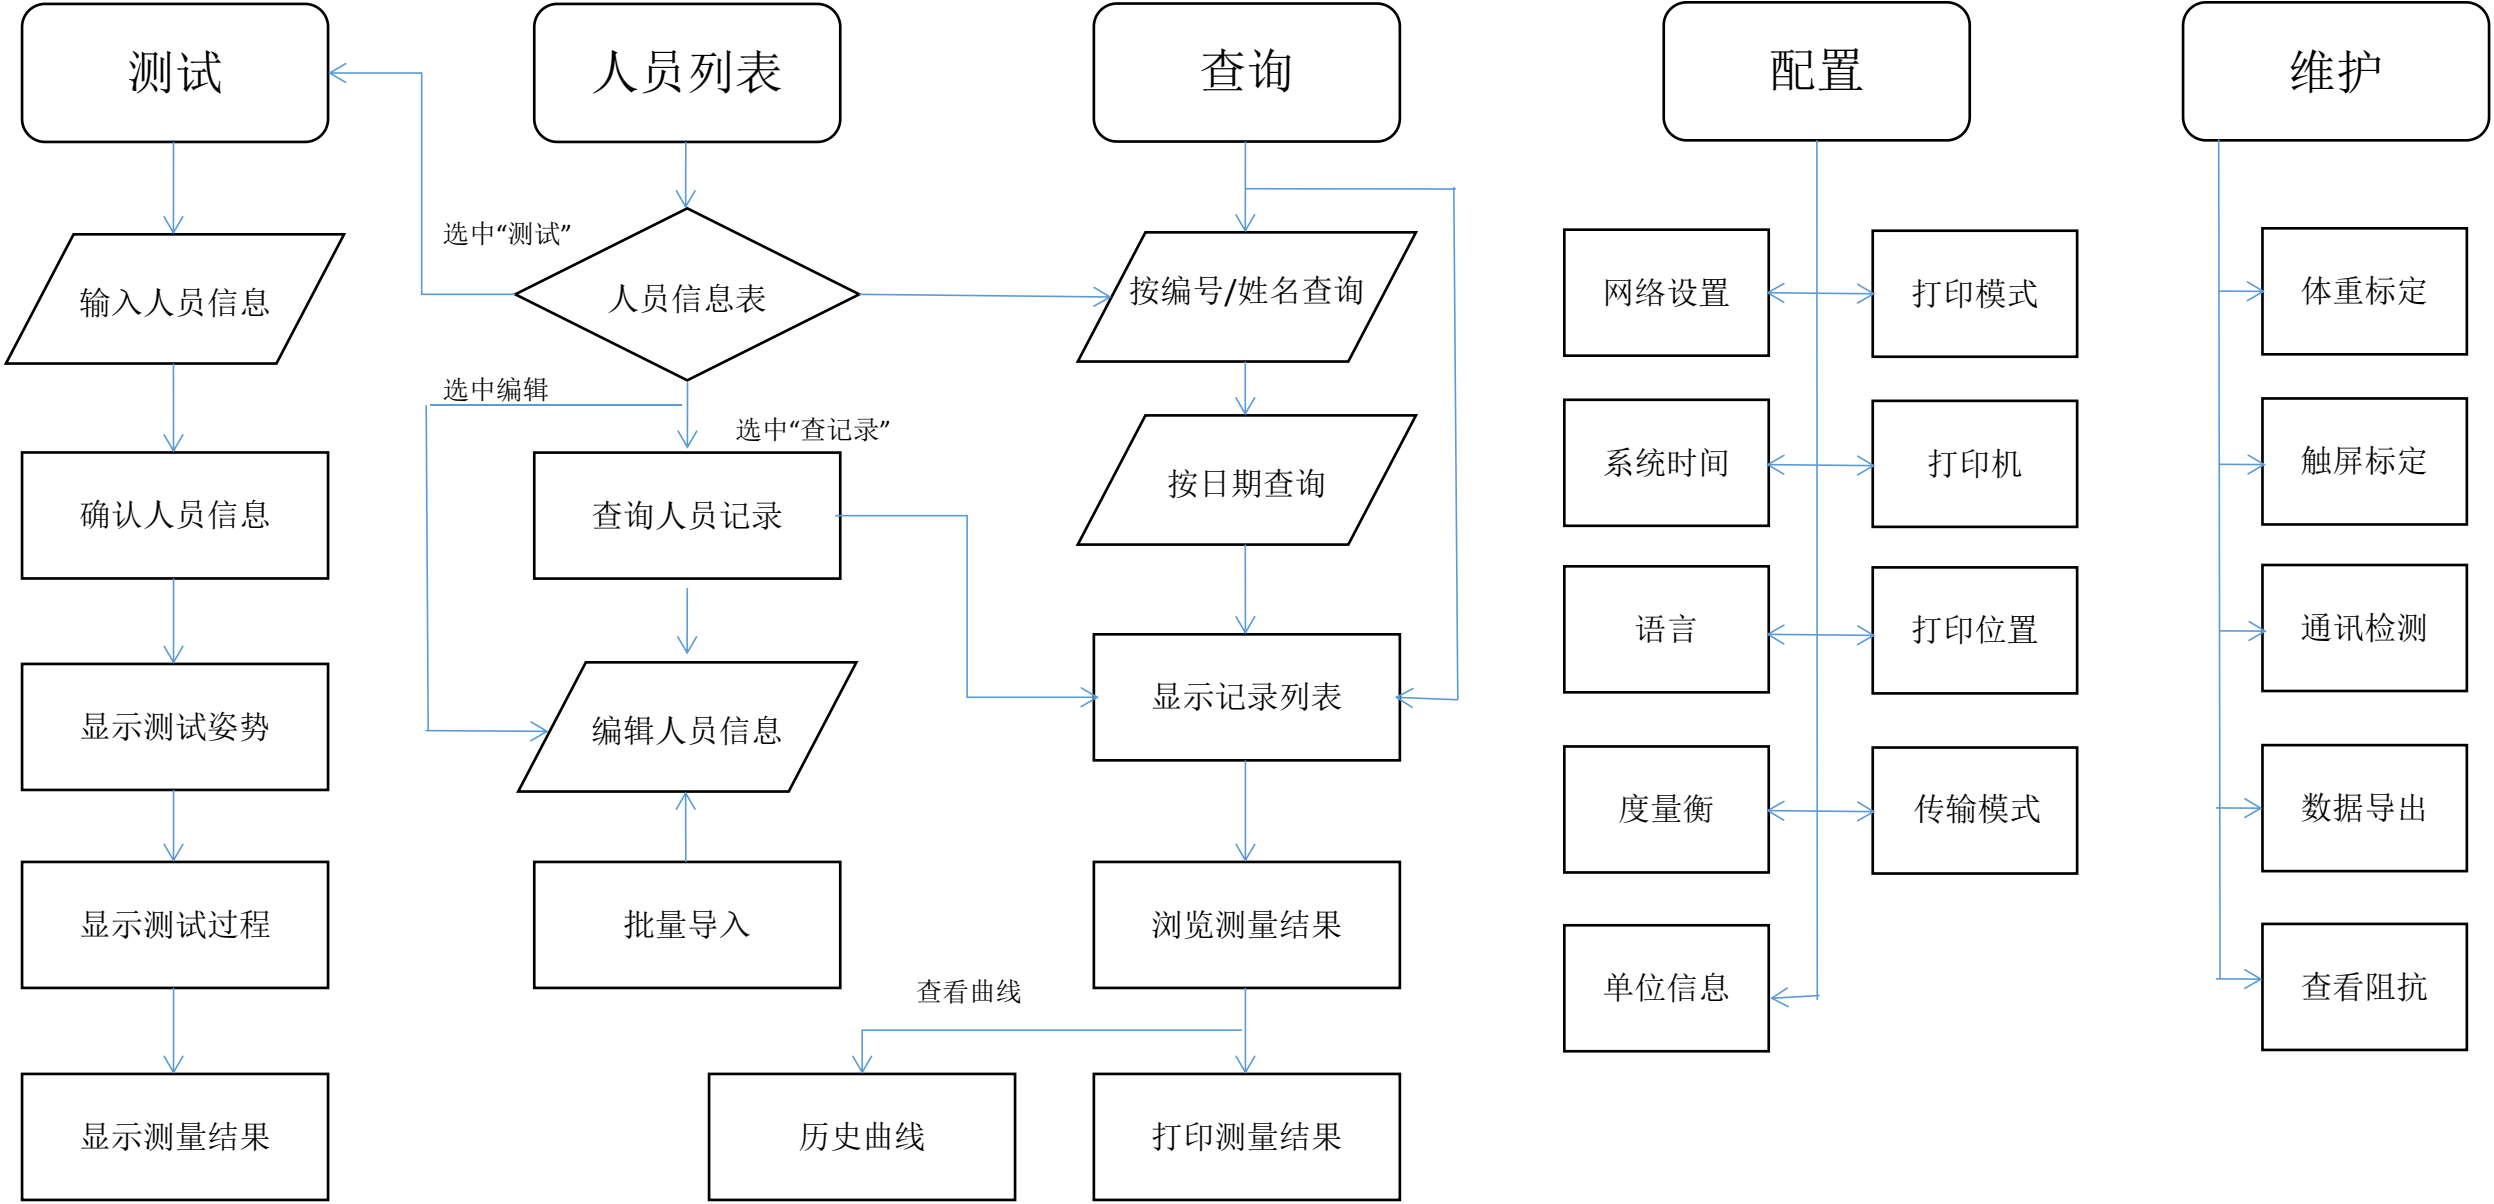 测试
人员列表
查询
配置
维护
选中“测试”
输入人员信息
人员信息表
按编号/姓名查询
网络设置
打印模式
体重标定
选中编辑
选中“查记录”
确认人员信息
查询人员记录
按日期查询
系统时间
打印机
触屏标定
语言
打印位置
通讯检测
显示测试姿势
编辑人员信息
显示记录列表
度量衡
传输模式
数据导出
显示测试过程
批量导入
浏览测量结果
单位信息
查看阻抗
查看曲线
显示测量结果
历史曲线
打印测量结果